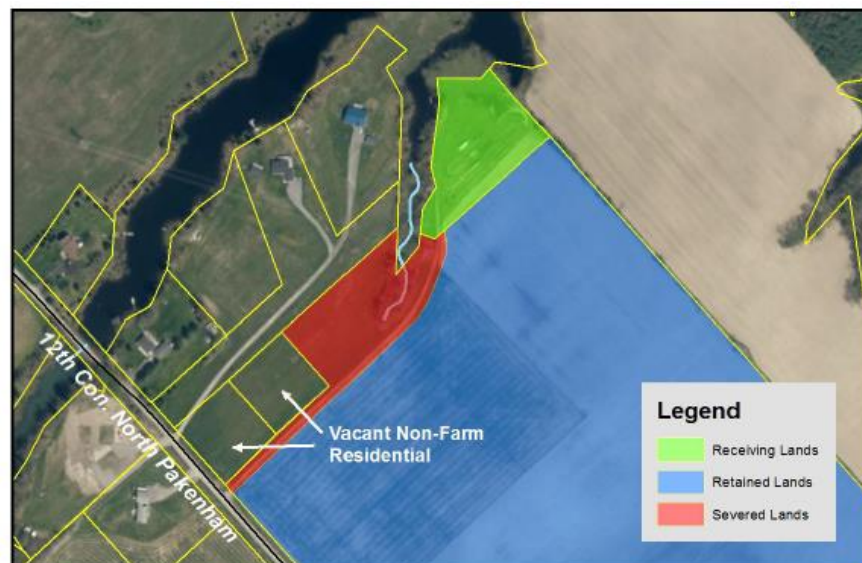 12th Con. North Pakenham
Vacant Non-Farm
Residential
Legend
Receiving Lands
Retained Lands
Severed Lands